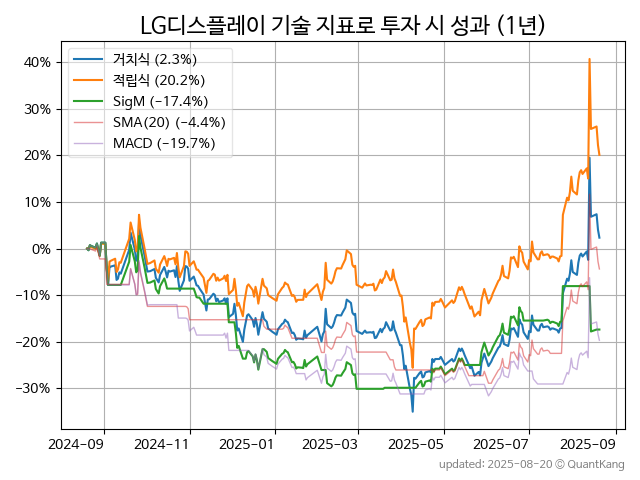 LG디스플레이 기술 지표로 투자 시 성과 (1년)
거치식 (2.3%)
적립식 (20.2%)
SigM (−17.4%)
SMA(20) (−4.4%)
MACD (−19.7%)
40%
30%
20%
10%
0%
−10%
−20%
−30%
2024-09 2024-11 2025-01 2025-03 2025-05 2025-07 2025-09
updated: 2025-08-20 © QuantKang